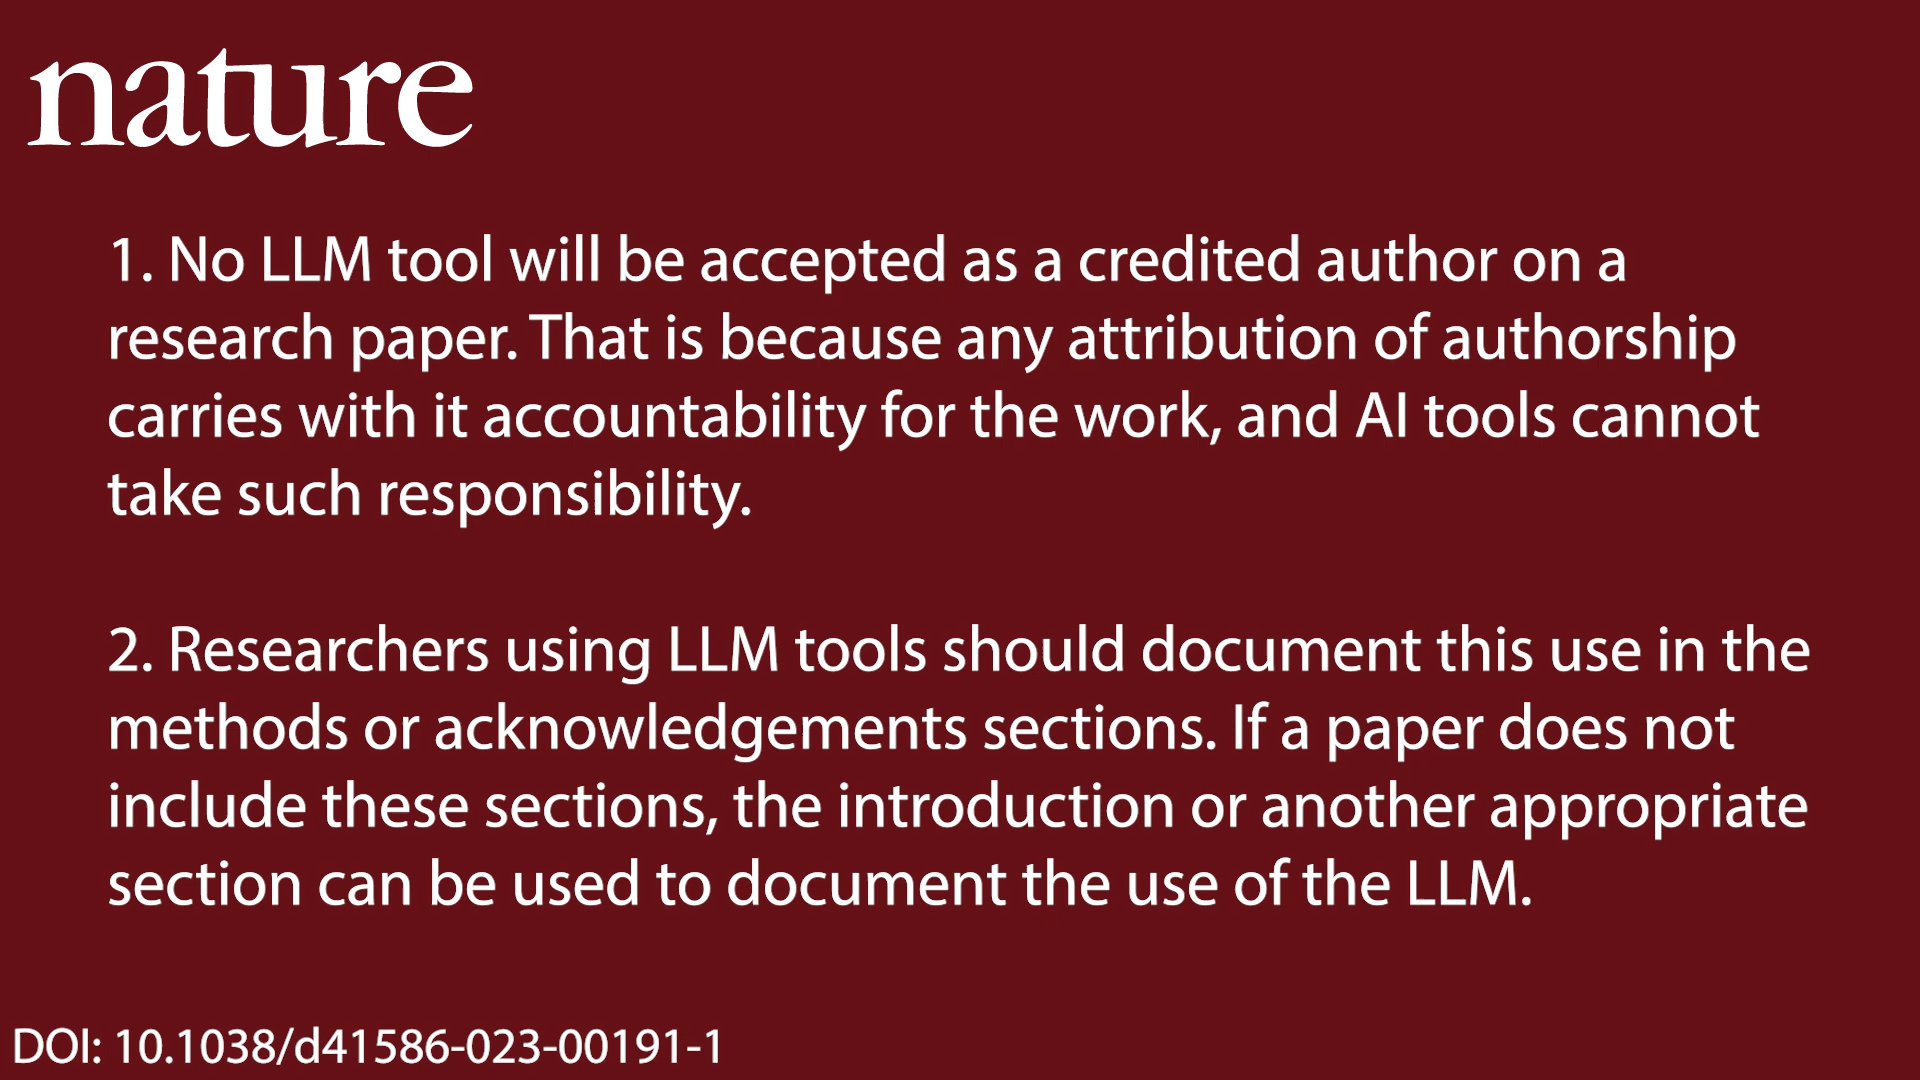 nature
1. No LLM tool will be accepted as a credited author on a
research paper. That is because any attribution of authorship
carries with it accountability for the work, and AI tools cannot
take such responsibility.
2. Researchers using LLM tools should document this use in the
methods or acknowledgements sections. If a paper does not
include these sections, the introduction or another appropriate
section can be used to document the use of the LLM.
DOI: 10.1038/d41586-023-00191-1